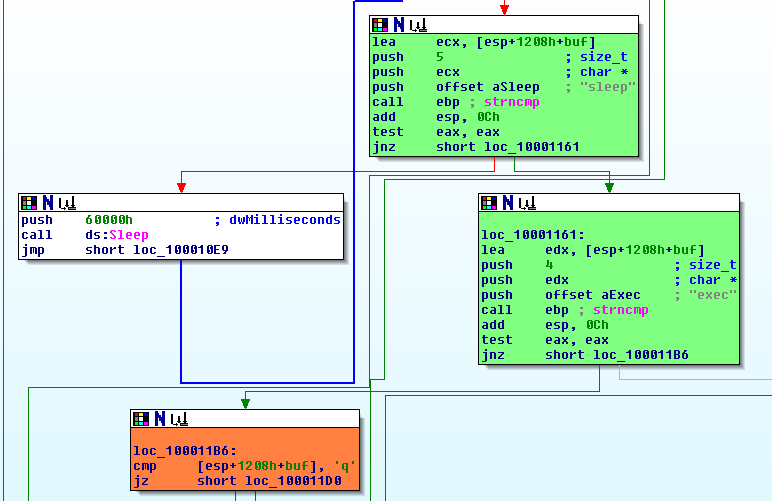 N
lea ecx, [esp+1208h+buf]
push 5 ; size_t
push ecx ; char *
push offset aSleep ; "sleep"
call ebp ; strncmp
add esp, 0Ch
test eax, eax
jnz short loc_10001161
N
push 60000h ; dwMilliseconds
call ds:Sleep
jmp short loc_100010E9
N
loc_10001161:
lea edx, [esp+1208h+buf]
push 4 ; size_t
push edx ; char *
push offset aExec ; "exec"
call ebp ; strncmp
add esp, 0Ch
test eax, eax
jnz short loc_100011B6
N
loc_100011B6:
cmp [esp+1208h+buf], 'q'
jz short loc_100011D0